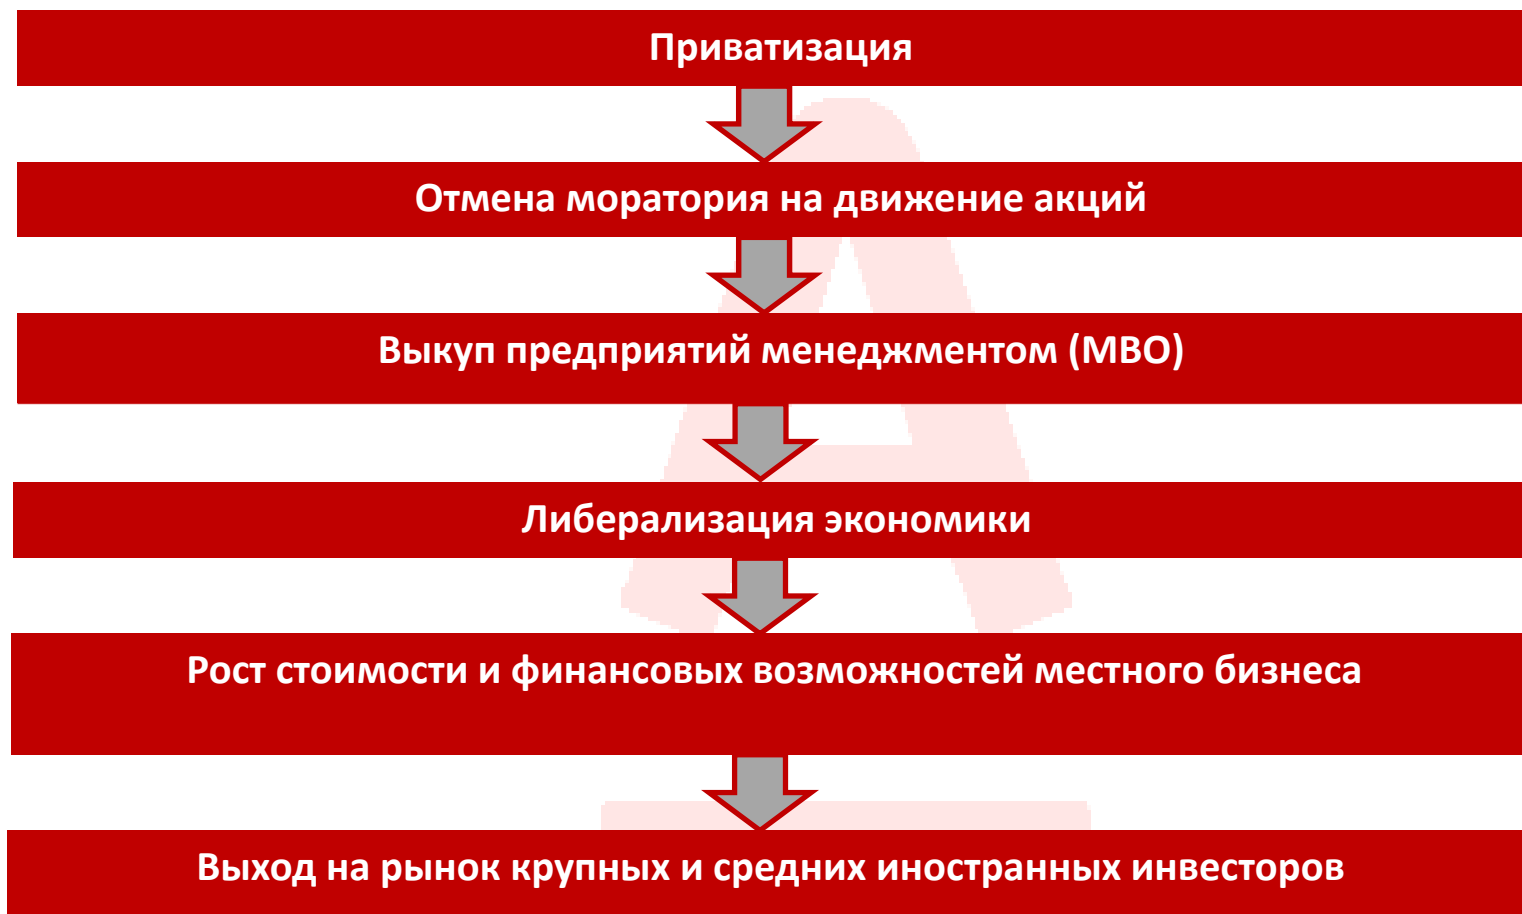 Приватизация
Отмена моратория на движение акций
Выкуп предприятий менеджментом (МВО)
Либерализация экономики
Рост стоимости и финансовых возможностей местного бизнеса
Выход на рынок крупных и средних иностранных инвесторов